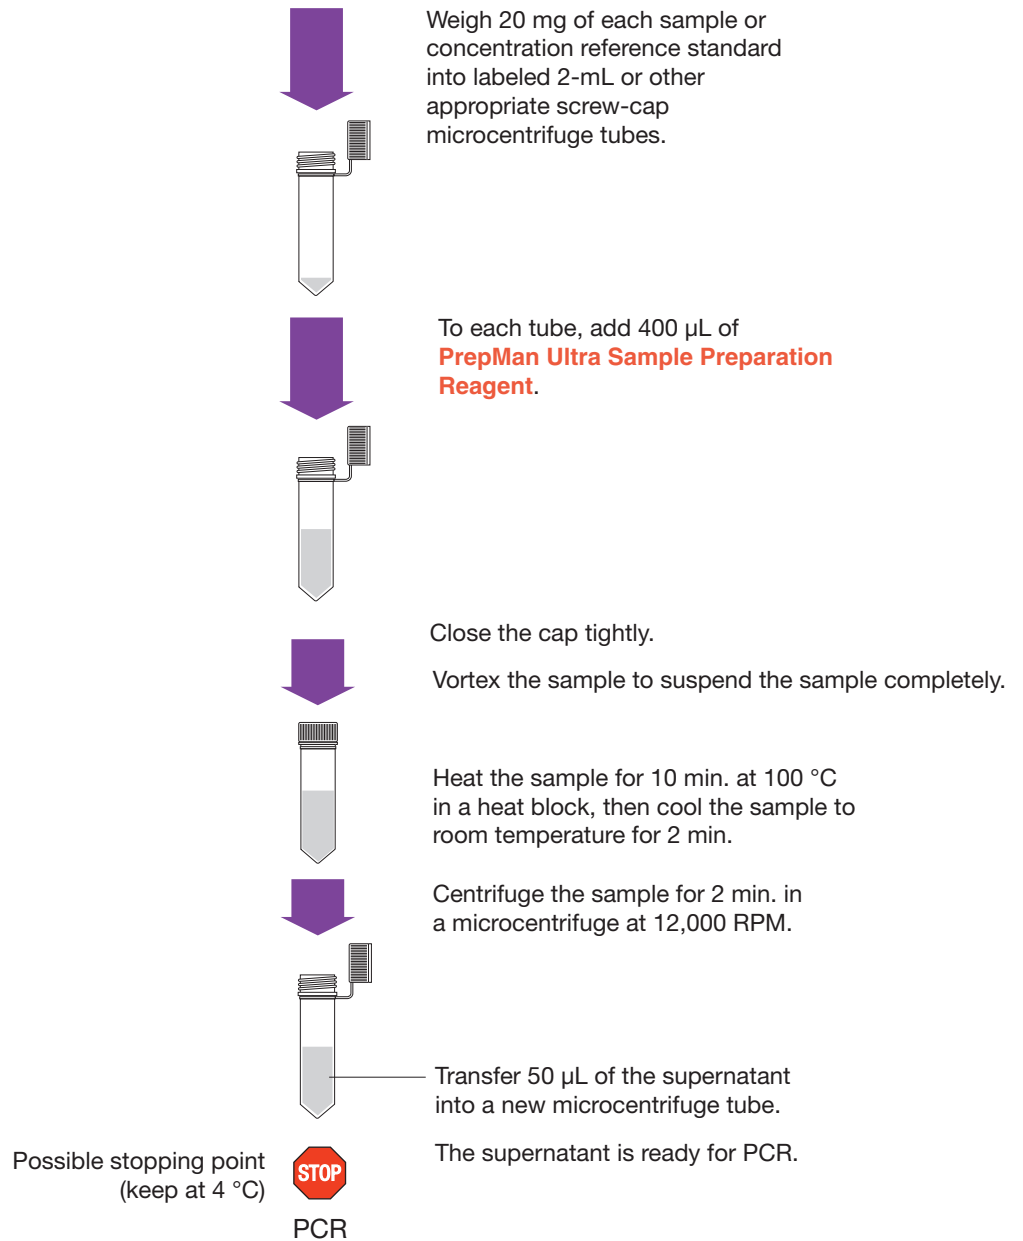 Weigh 20 mg of each sample or
concentration reference standard
into labeled 2-mL or other
appropriate screw-cap
microcentrifuge tubes.
To each tube, add 400 µL of
PrepMan Ultra Sample Preparation
Reagent.
Close the cap tightly.
Vortex the sample to suspend the sample completely.
Heat the sample for 10 min. at 100 °C
in a heat block, then cool the sample to
room temperature for 2 min.
Centrifuge the sample for 2 min. in
a microcentrifuge at 12,000 RPM.
Transfer 50 µL of the supernatant
into a new microcentrifuge tube.
The supernatant is ready for PCR.
Possible stopping point
(keep at 4 °C)
STOP
PCR